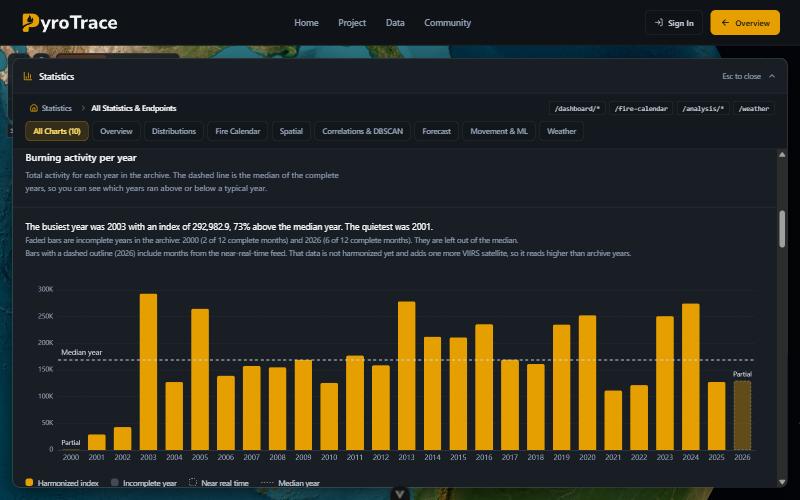 PyroTrace
Home Project Data Community
Sign In
Overview
Statistics
Esc to close
Statistics > All Statistics & Endpoints
/dashboard/* /fire-calendar /analysis/* /weather
All Charts (10) Overview Distributions Fire Calendar Spatial Correlations & DBSCAN Forecast Movement & ML Weather
Burning activity per year
Total activity for each year in the archive. The dashed line is the median of the complete
years, so you can see which years ran above or below a typical year.
The busiest year was 2003 with an index of 292,982.9, 73% above the median year. The quietest was 2001.
Faded bars are incomplete years in the archive: 2000 (2 of 12 complete months) and 2026 (6 of 12 complete months). They are left out of the median.
Bars with a dashed outline (2026) include months from the near-real-time feed. That data is not harmonized yet and adds one more VIIRS satellite, so it reads higher than archive years.
300K
250K
200K
Median year
150K
Partial
100K
50K
Partial
0
2000 2001 2002 2003 2004 2005 2006 2007 2008 2009 2010 2011 2012 2013 2014 2015 2016 2017 2018 2019 2020 2021 2022 2023 2024 2025 2026
Harmonized index Incomplete year Near real time Median year